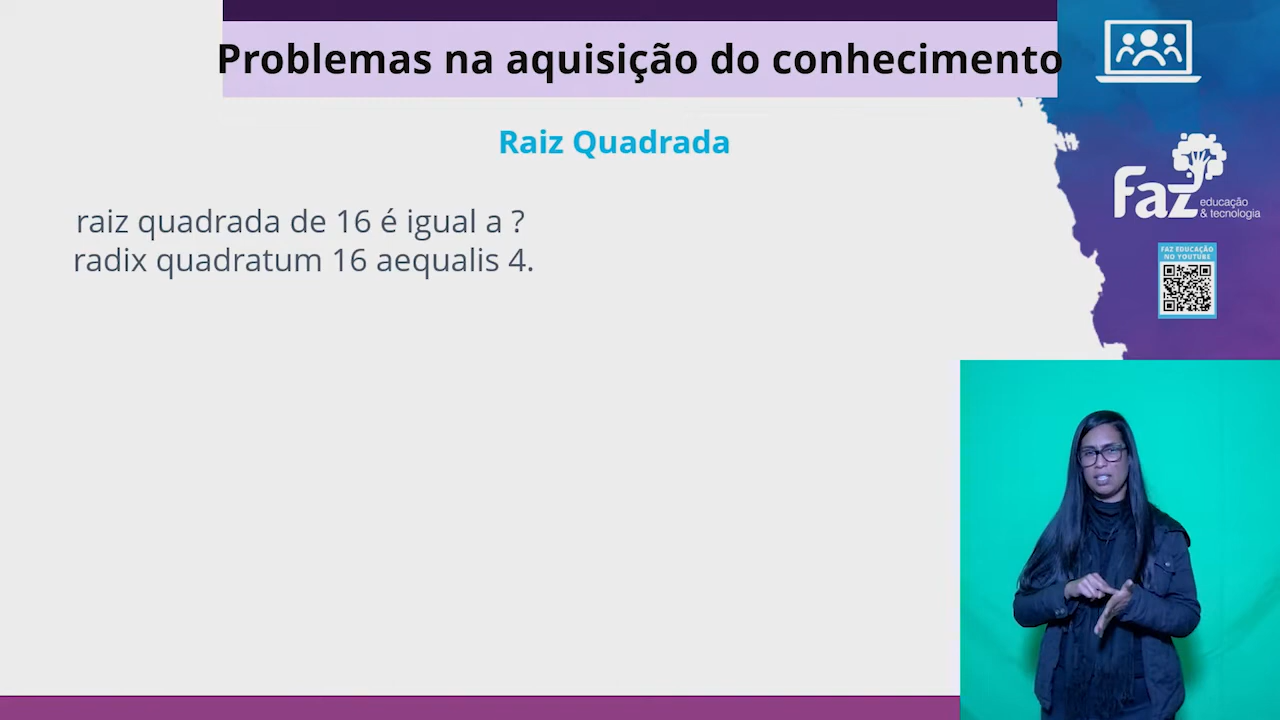 Problemas na aquisição do conhecimento
Raiz Quadrada
raiz quadrada de 16 é igual a ?
radix quadratum 16 aequalis 4.
Faz
educação
& tecnologia
FAZ EDUCAÇÃO
NO YOUTUBE